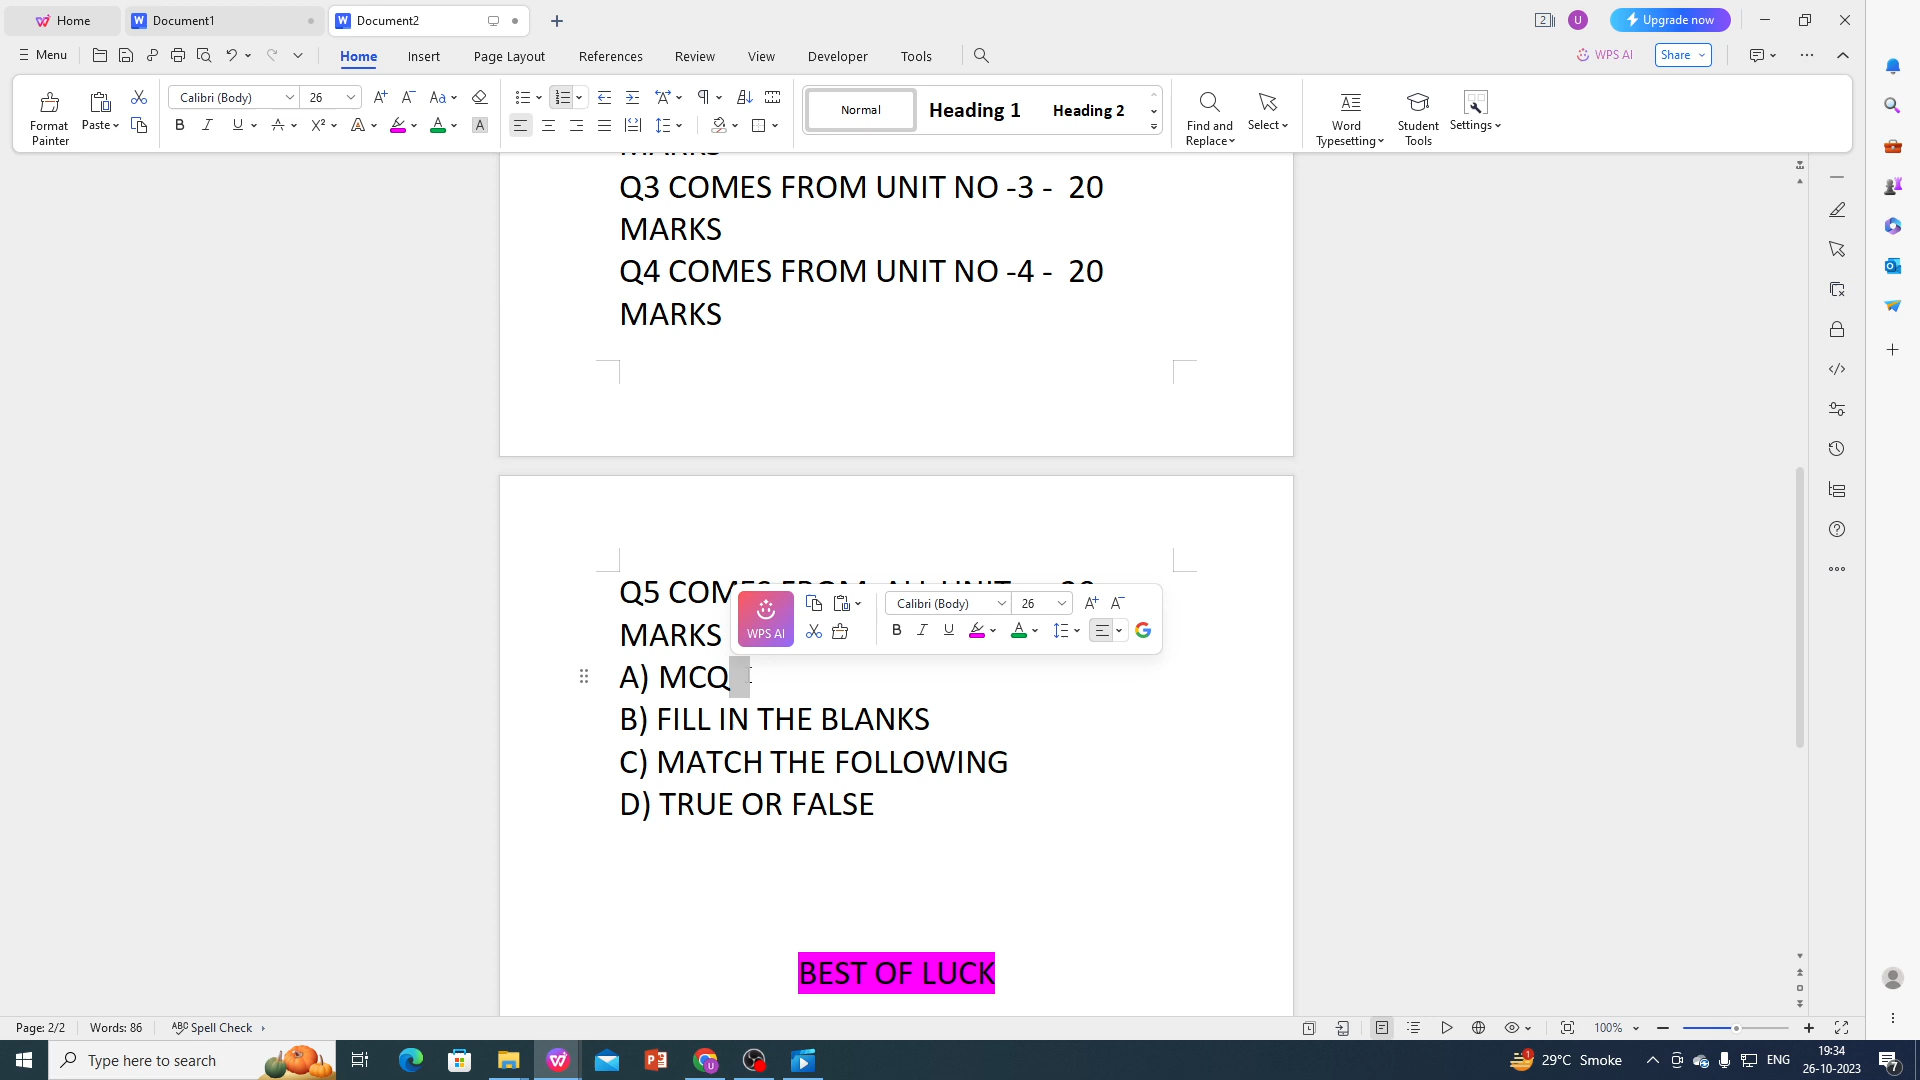 Home
Document1
Document2
2
U
Upgrade now
Menu
Home
Insert
Page Layout
References
Review
View
Developer
Tools
WPS AI
Share
Format
Painter
Paste
Calibri (Body)
26
Normal
Heading 1
Heading 2
Find and
Replace
Select
Word
Typesetting
Student
Tools
Settings
Q3 COMES FROM UNIT NO -3 - 20
MARKS
Q4 COMES FROM UNIT NO -4 - 20
MARKS
MARKS
WPS AI
Calibri (Body)
26
B I U A
A) MCQ
B) FILL IN THE BLANKS
C) MATCH THE FOLLOWING
D) TRUE OR FALSE
BEST OF LUCK
Page: 2/2
Words: 86
Spell Check
100%
Type here to search
29°C Smoke
ENG
19:34
26-10-2023
7